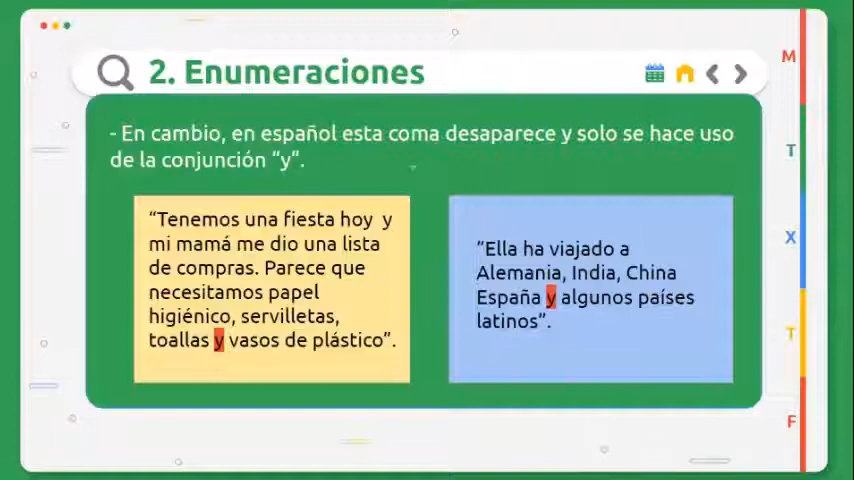 2. Enumeraciones
- En cambio, en español esta coma desaparece y solo se hace uso
de la conjunción “y”.
“Tenemos una fiesta hoy y
mi mamá me dio una lista
de compras. Parece que
necesitamos papel
higiénico, servilletas,
toallas y vasos de plástico”.
“Ella ha viajado a
Alemania, India, China
España y algunos países
latinos”.
M
T
X
T
F